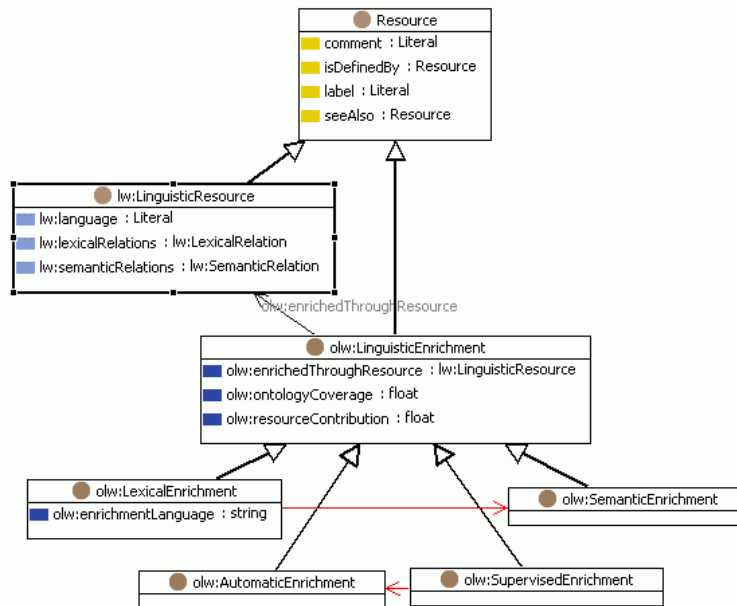 Resource
comment : Literal
isDefinedBy : Resource
label : Literal
seeAlso : Resource
lw:LinguisticResource
lw:language : Literal
lw:lexicalRelations : lw:LexicalRelation
lw:semanticRelations : lw:SemanticRelation
olw:enrichedThroughResource
olw:LinguisticEnrichment
olw:enrichedThroughResource : lw:LinguisticResource
olw:ontologyCoverage : float
olw:resourceContribution : float
olw:LexicalEnrichment
olw:enrichmentLanguage : string
olw:SemanticEnrichment
olw:AutomaticEnrichment
olw:SupervisedEnrichment